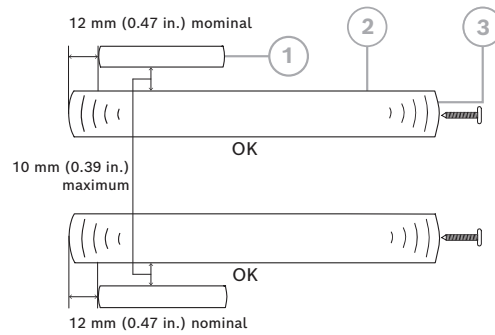 12 mm (0.47 in.) mominal
1
2
3
OK
10 mm (0.39 in.)
maximum
OK
12 mm (0.47 in.) nominal